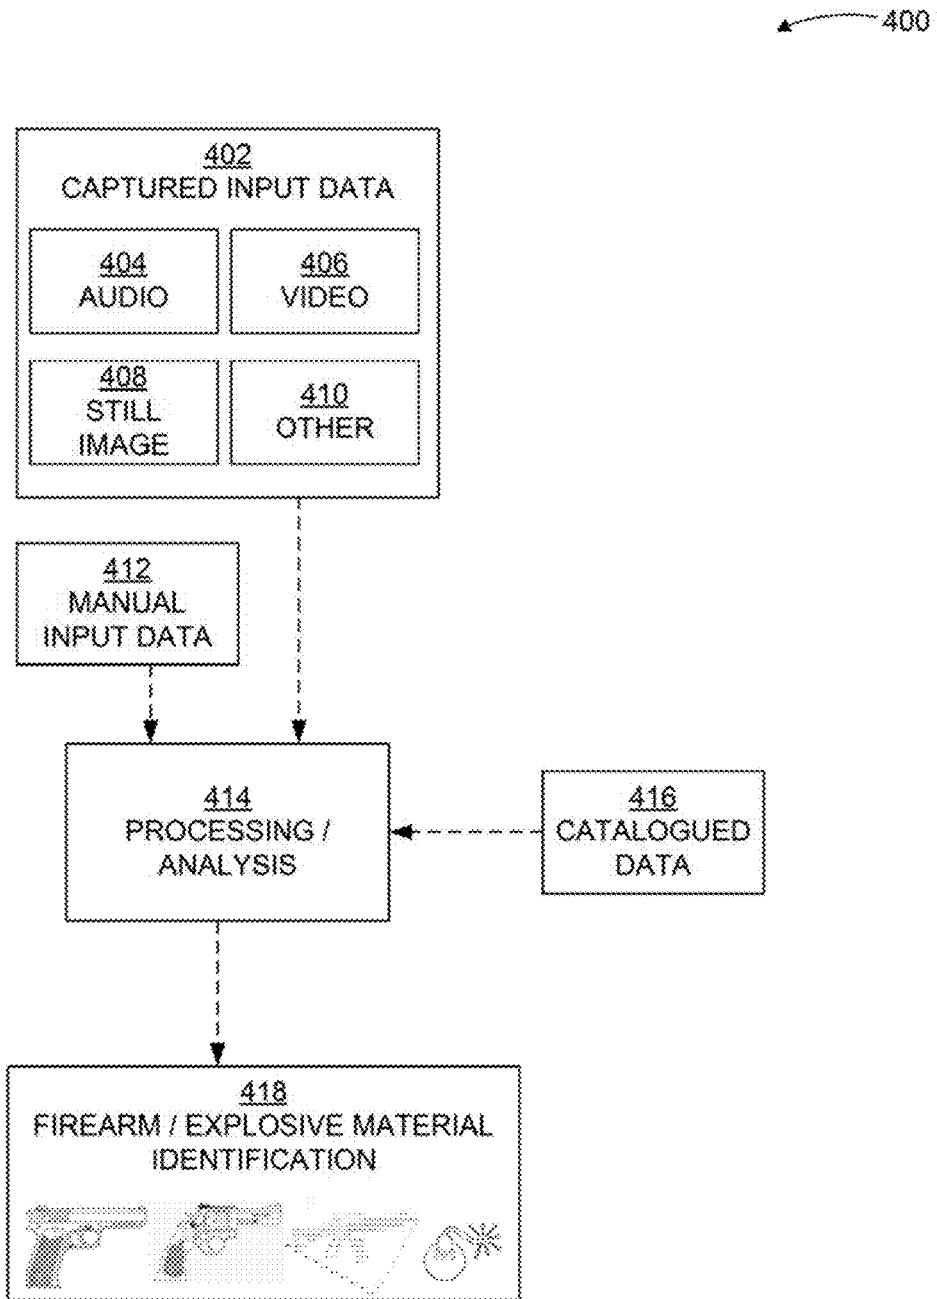 400
402
CAPTURED INPUT DATA
404
AUDIO
406
VIDEO
408
STILL
IMAGE
410
OTHER
412
MANUAL
INPUT DATA
414
PROCESSING /
ANALYSIS
416
CATALOGUED
DATA
418
FIREARM / EXPLOSIVE MATERIAL
IDENTIFICATION